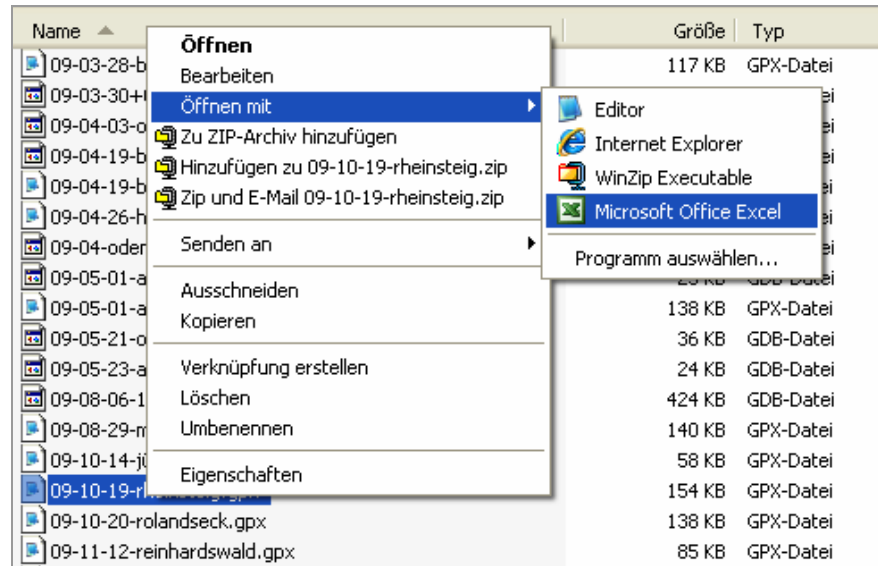 Name Größe Typ
09-03-28-b 117 KB GPX-Datei
09-03-30+
09-04-03-o
09-04-19-b
09-04-19-b
09-04-26-h
09-04-oder
09-05-01-a GDB-Datei
09-05-01-a 138 KB GPX-Datei
09-05-21-o 36 KB GDB-Datei
09-05-23-a 24 KB GDB-Datei
09-08-06-1 424 KB GDB-Datei
09-08-29-m 140 KB GPX-Datei
09-10-14-jü 58 KB GPX-Datei
09-10-19-r 154 KB GPX-Datei
09-10-20-rolandseck.gpx 138 KB GPX-Datei
09-11-12-reinhardswald.gpx 85 KB GPX-Datei
Öffnen
Bearbeiten
Öffnen mit
Zu ZIP-Archiv hinzufügen
Hinzufügen zu 09-10-19-rheinsteig.zip
Zip und E-Mail 09-10-19-rheinsteig.zip
Senden an
Ausschneiden
Kopieren
Verknüpfung erstellen
Löschen
Umbenennen
Eigenschaften
Editor
Internet Explorer
WinZip Executable
Microsoft Office Excel
Programm auswählen...